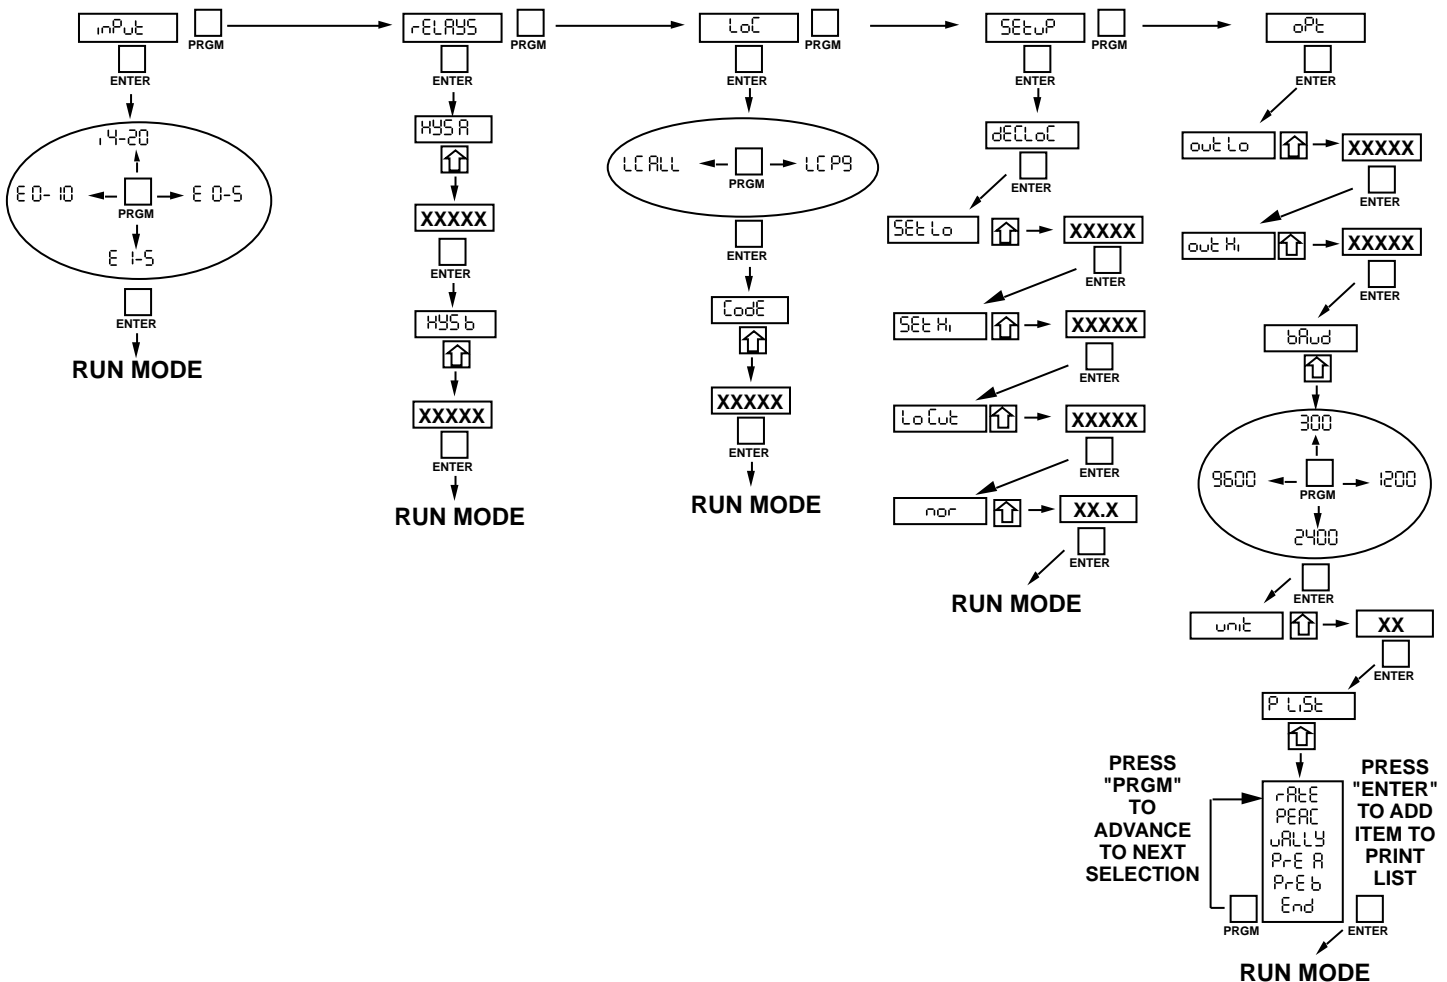 inPut
PRGM
ENTER
i 4-20
E 0-10
PRGM
E 0-5
E 1-5
ENTER
RUN MODE
rELAYS
PRGM
ENTER
HYS A
XXXXX
ENTER
HYS b
XXXXX
ENTER
RUN MODE
LoC
PRGM
ENTER
LC ALL
PRGM
LC P9
ENTER
CodE
XXXXX
ENTER
RUN MODE
SEtuP
PRGM
ENTER
dECLoC
ENTER
SEt Lo
XXXXX
ENTER
SEt Hi
XXXXX
ENTER
Lo Cut
XXXXX
ENTER
nor
XX.X
ENTER
RUN MODE
oPt
ENTER
out Lo
XXXXX
ENTER
out Hi
XXXXX
ENTER
bAud
300
9600
PRGM
1200
2400
ENTER
unit
XX
ENTER
P LiSt
PRESS
"PRGM"
TO
ADVANCE
TO NEXT
SELECTION
rAtE
PEAC
uALLY
PrE A
PrE b
End
PRESS
"ENTER"
TO ADD
ITEM TO
PRINT
LIST
PRGM
ENTER
RUN MODE